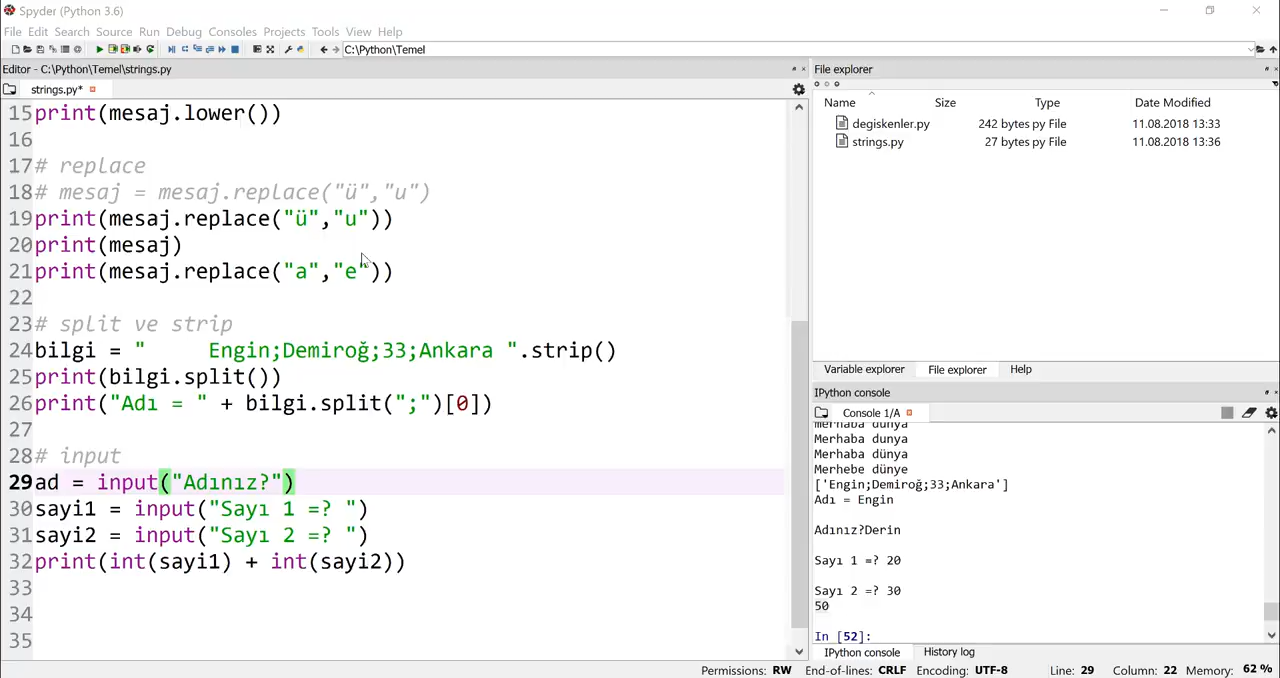 Spyder (Python 3.6)
File Edit Search Source Run Debug Consoles Projects Tools View Help
C:\Python\Temel
Editor - C:\Python\Temel\strings.py
strings.py*
15 print(mesaj.lower())
16
17 # replace
18 # mesaj = mesaj.replace("ü","u")
19 print(mesaj.replace("ü","u"))
20 print(mesaj)
21 print(mesaj.replace("a","e"))
22
23 # split ve strip
24 bilgi = "     Engin;Demiroğ;33;Ankara ".strip()
25 print(bilgi.split())
26 print("Adı = " + bilgi.split(";")[0])
27
28 # input
29 ad = input("Adınız?")
30 sayi1 = input("Sayı 1 =? ")
31 sayi2 = input("Sayı 2 =? ")
32 print(int(sayi1) + int(sayi2))
33
34
35
File explorer
Name Size Type Date Modified
degiskenler.py 242 bytes py File 11.08.2018 13:33
strings.py 27 bytes py File 11.08.2018 13:36
Variable explorer File explorer Help
IPython console
Console 1/A
merhaba dunya
Merhaba dunya
Merhaba dünya
Merhebe dünye
['Engin;Demiroğ;33;Ankara']
Adı = Engin
Adınız?Derin
Sayı 1 =? 20
Sayı 2 =? 30
50
In [52]:
IPython console History log
Permissions: RW End-of-lines: CRLF Encoding: UTF-8 Line: 29 Column: 22 Memory: 62 %